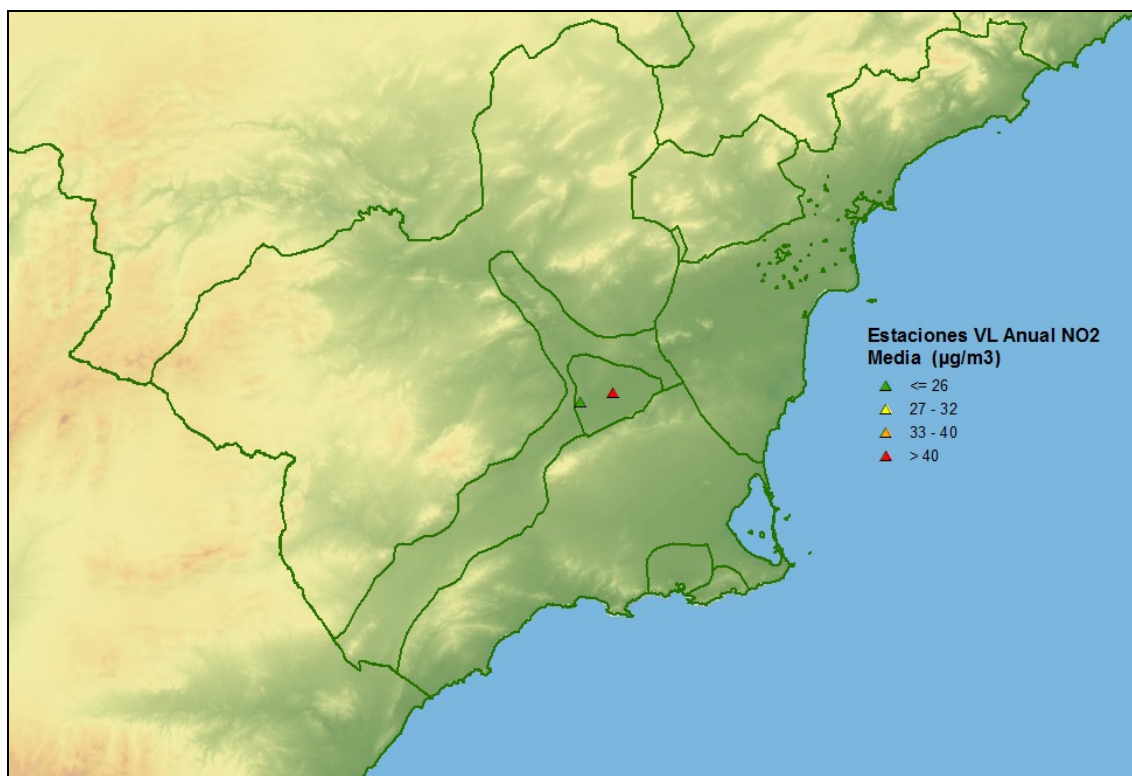 Estaciones VL Anual NO2
Media (µg/m3)
<= 26
27 - 32
33 - 40
> 40